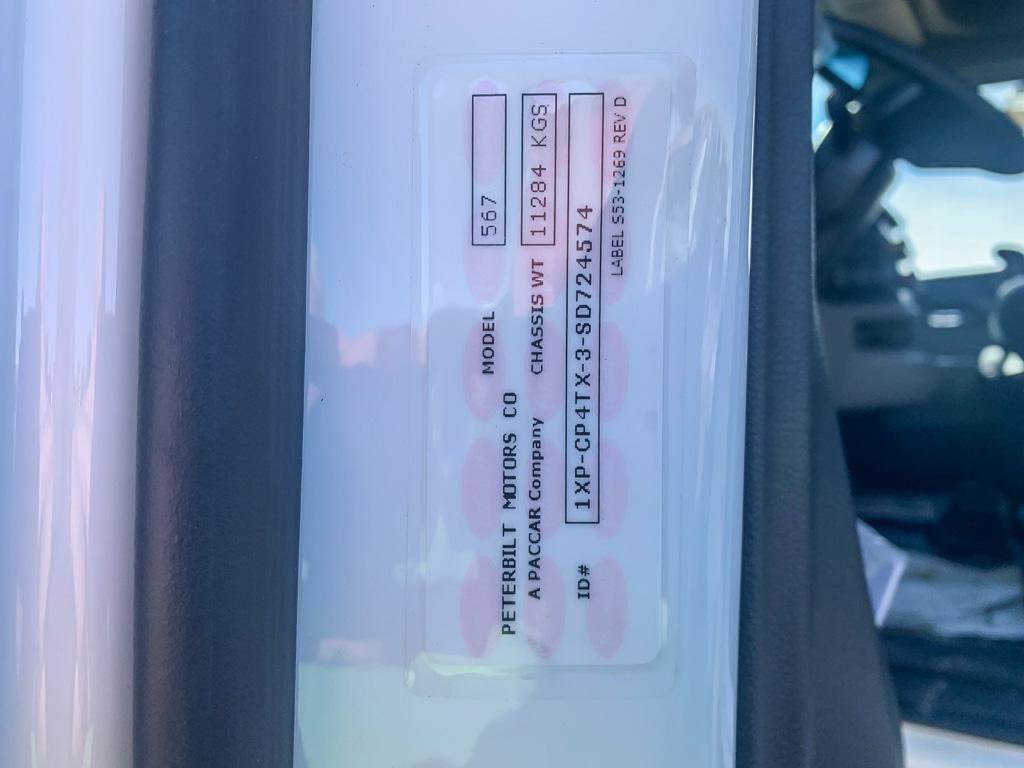 PETERBILT MOTORS CO MODEL 567
A PACCAR Company CHASSIS WT 11284 KGS
ID# 1XP-CP4TX-3-SD724574
LABEL S53-1269 REV D